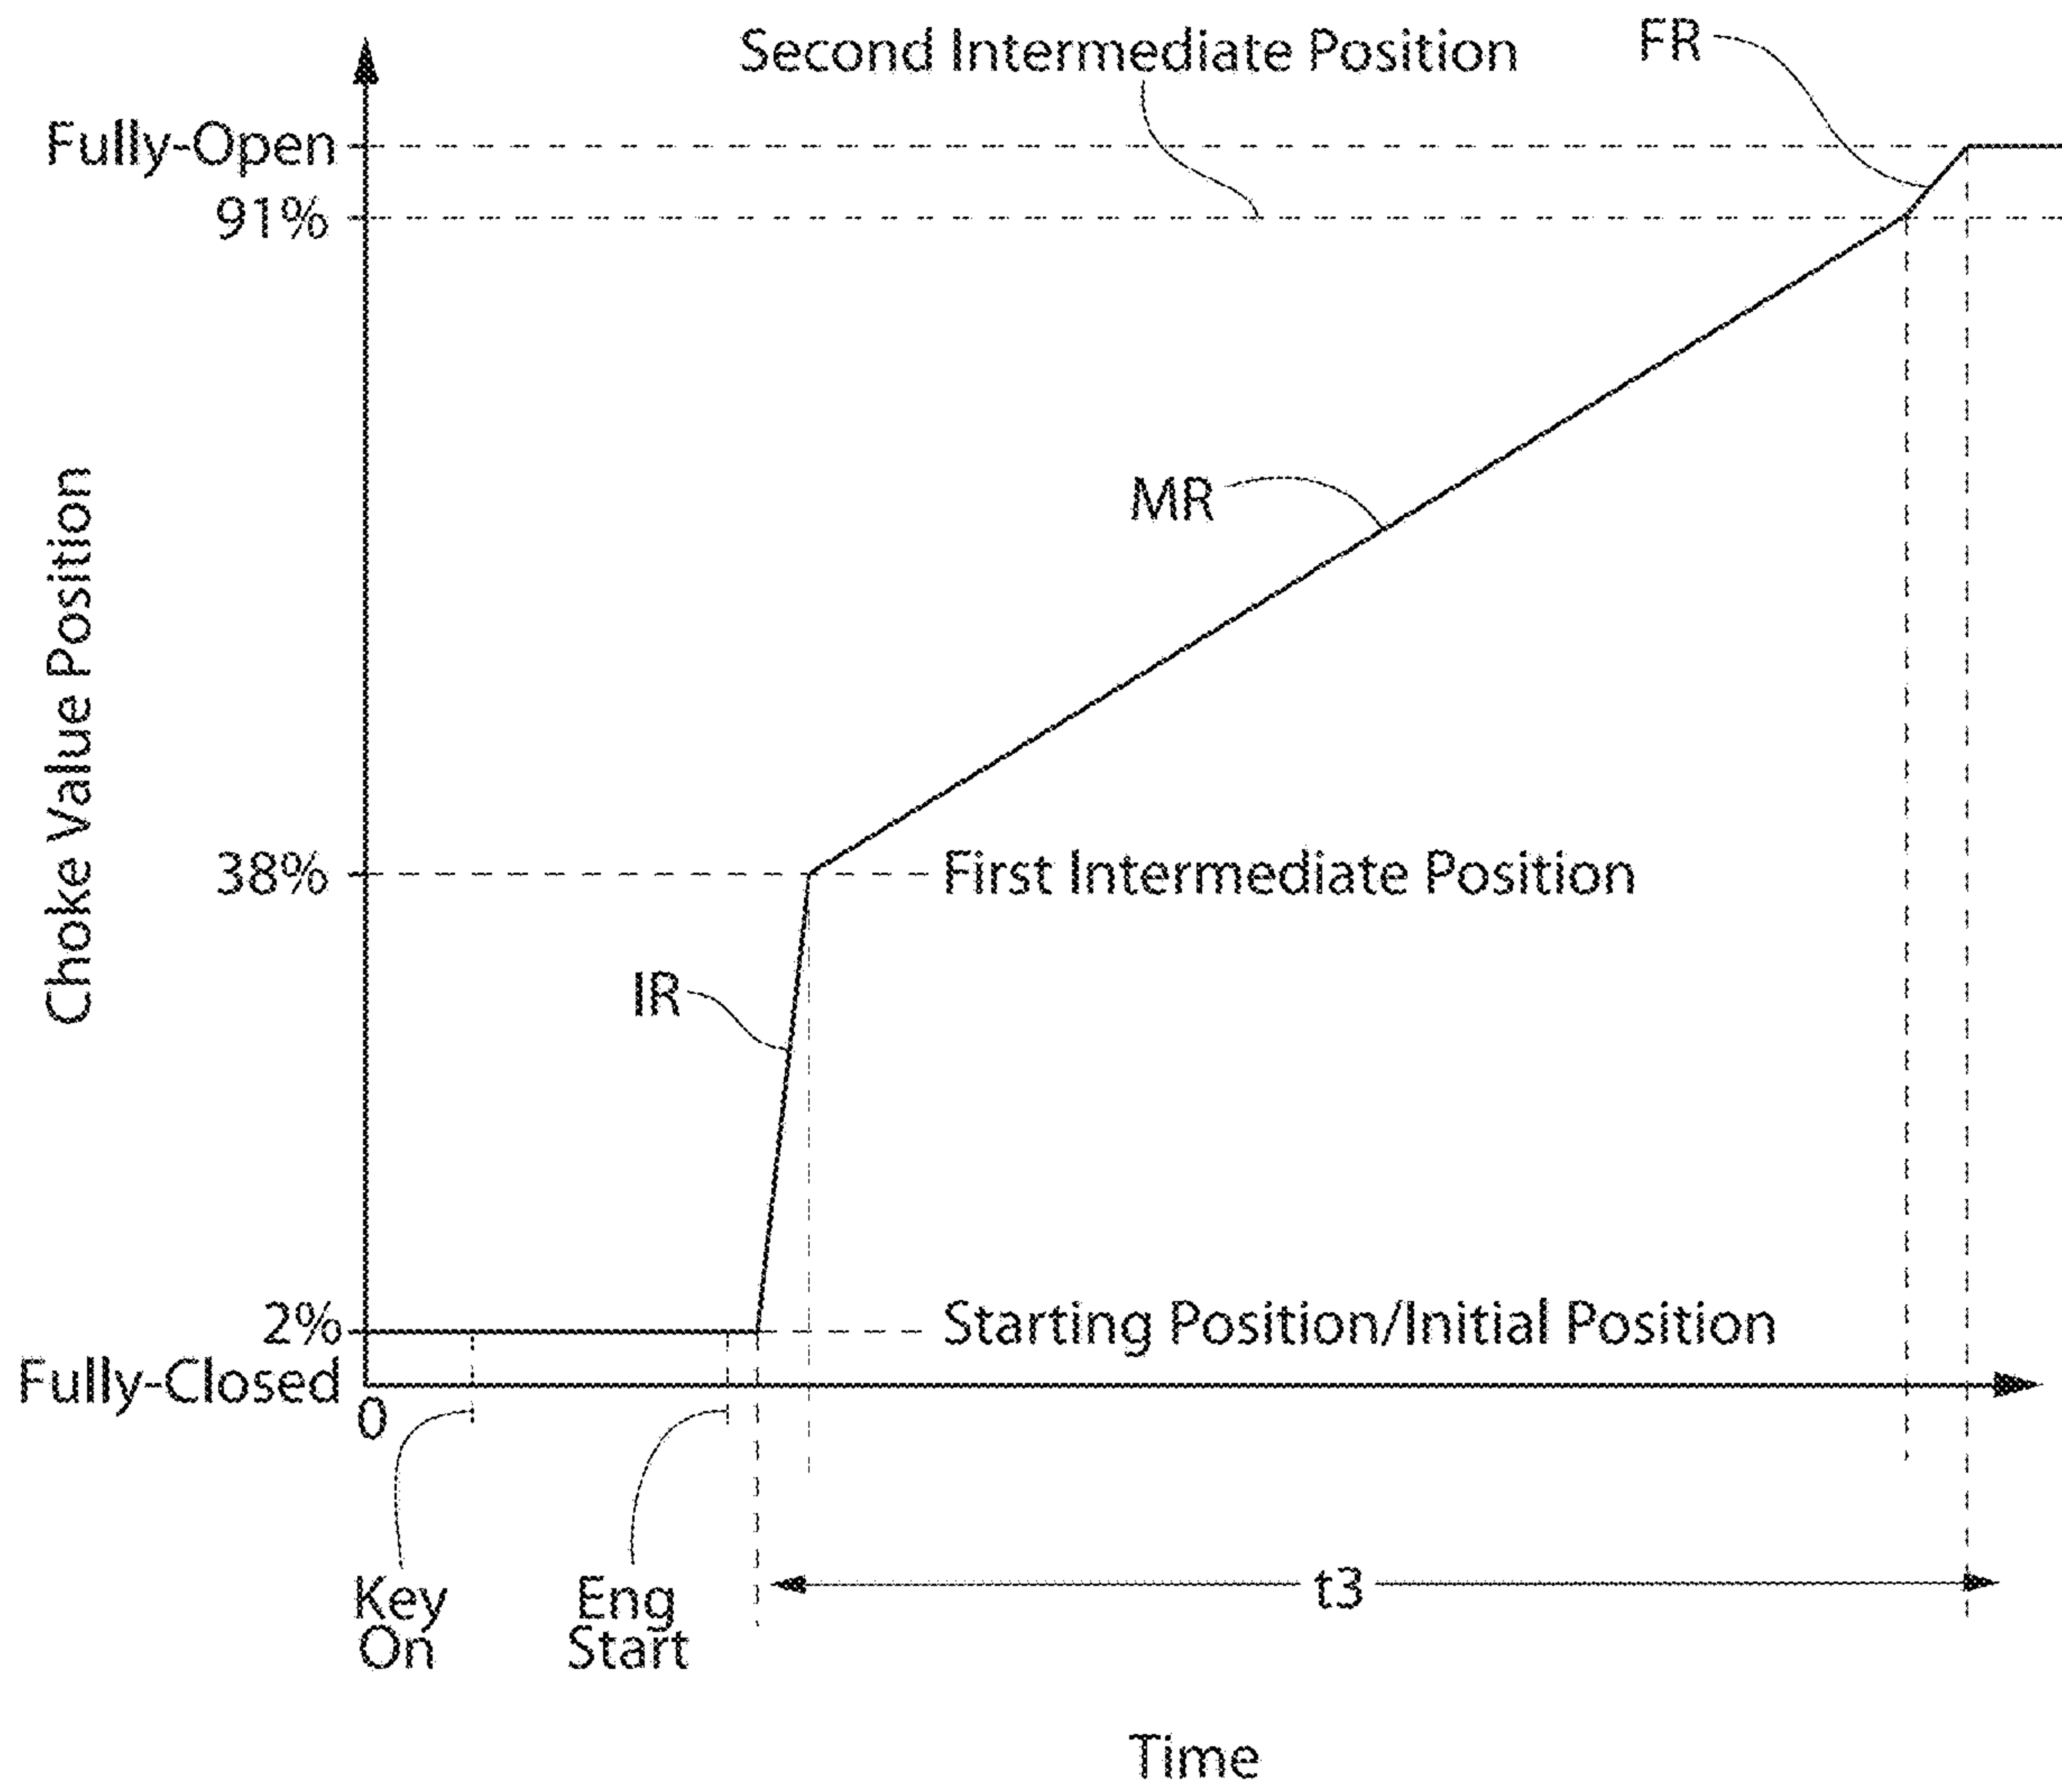 Second Intermediate Position
FR
Fully-Open
91%
MR
Choke Value Position
38%
First Intermediate Position
IR
2%
Starting Position/Initial Position
Fully-Closed
0
Key
On
Eng
Start
t3
Time